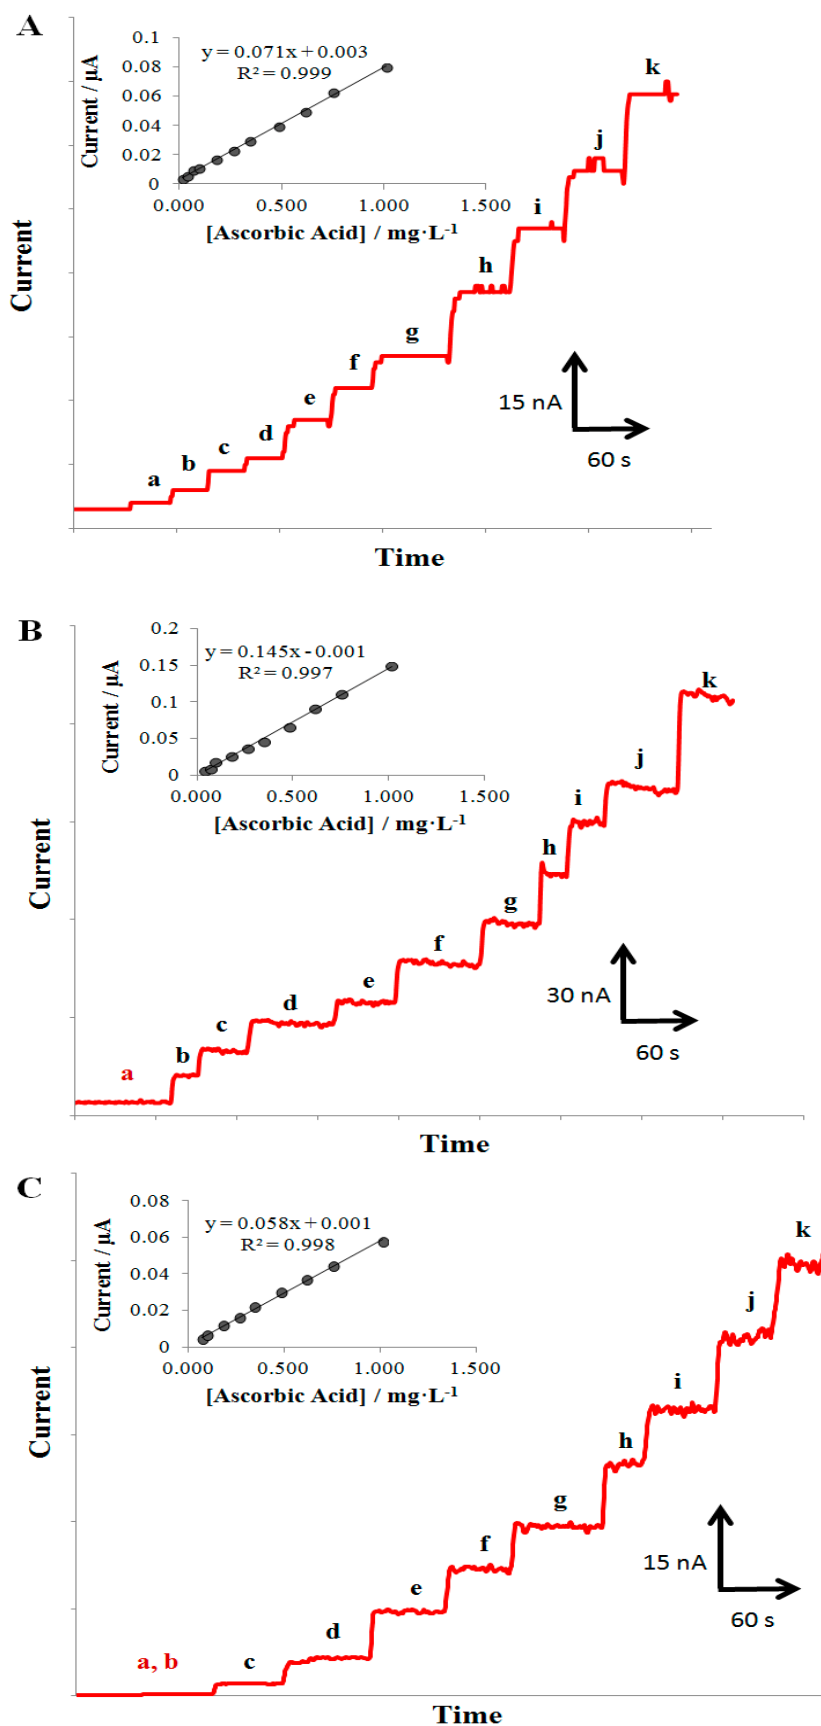 A
0.1
0.08
0.06
0.04
0.02
0
Current / µA
y = 0.071x + 0.003
R² = 0.999
0.000
0.500
1.000
1.500
[Ascorbic Acid] / mg·L⁻¹
Current
a
b
c
d
e
f
g
h
i
j
k
15 nA
60 s
Time
B
0.2
0.15
0.1
0.05
0
Current / µA
y = 0.145x - 0.001
R² = 0.997
0.000
0.500
1.000
1.500
[Ascorbic Acid] / mg·L⁻¹
Current
a
b
c
d
e
f
g
h
i
j
k
30 nA
60 s
Time
C
0.08
0.06
0.04
0.02
0
Current / µA
y = 0.058x + 0.001
R² = 0.998
0.000
0.500
1.000
1.500
[Ascorbic Acid] / mg·L⁻¹
Current
a, b
c
d
e
f
g
h
i
j
k
15 nA
60 s
Time